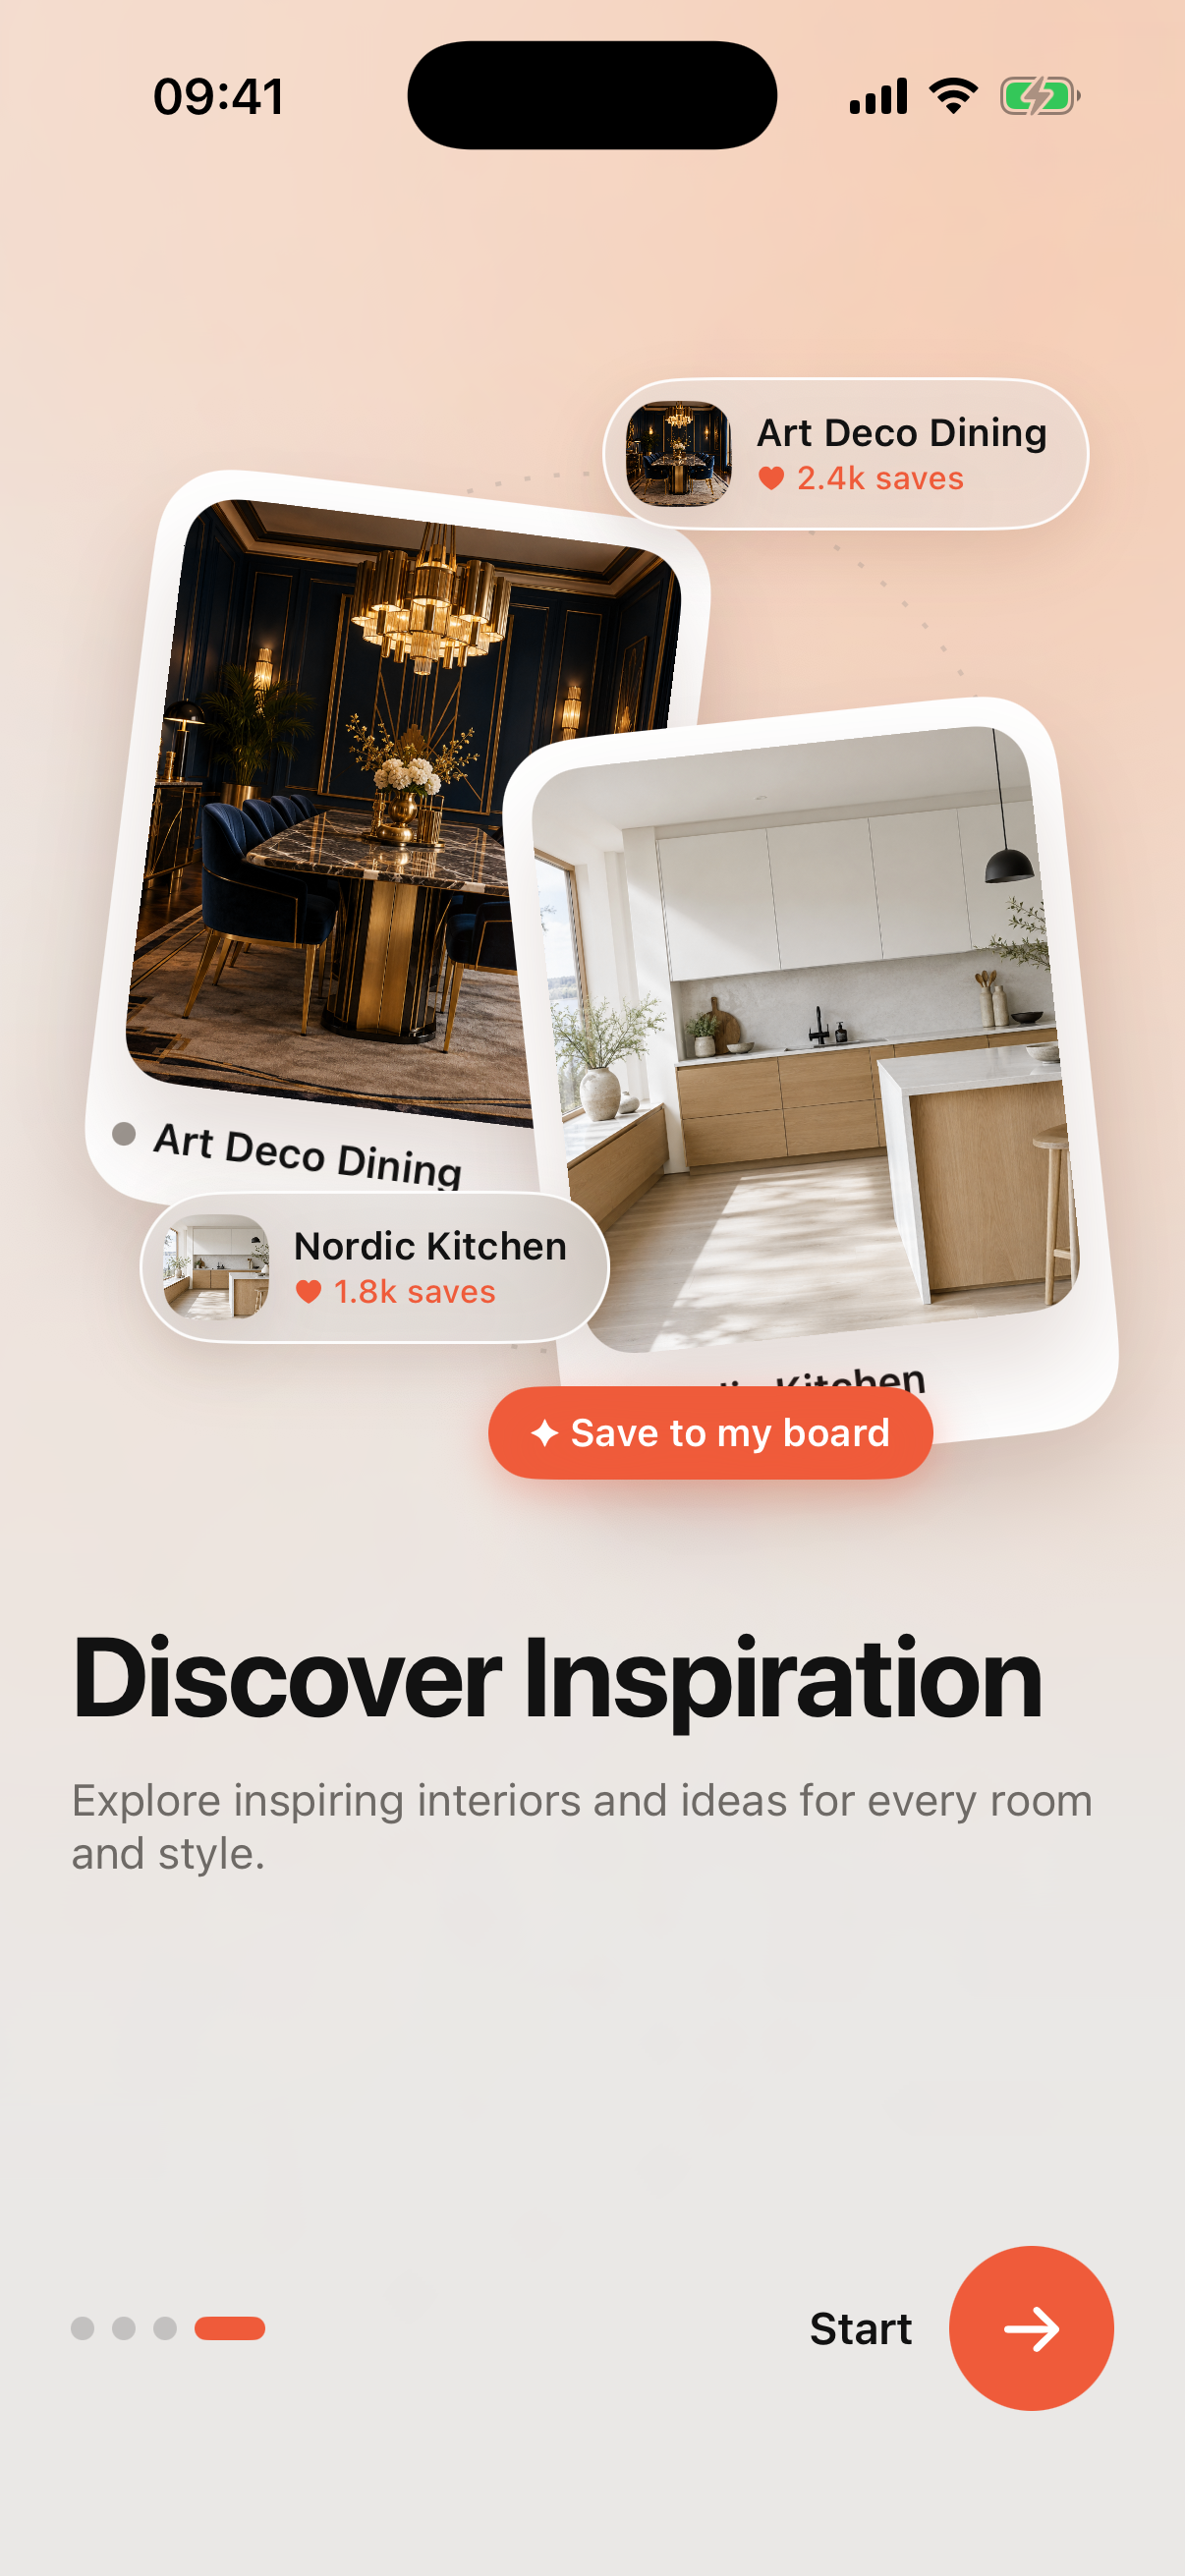 09:41
Art Deco Dining
2.4k saves
Art Deco Dining
Nordic Kitchen
1.8k saves
Kitchen
Save to my board
Discover Inspiration
Explore inspiring interiors and ideas for every room
and style.
Start